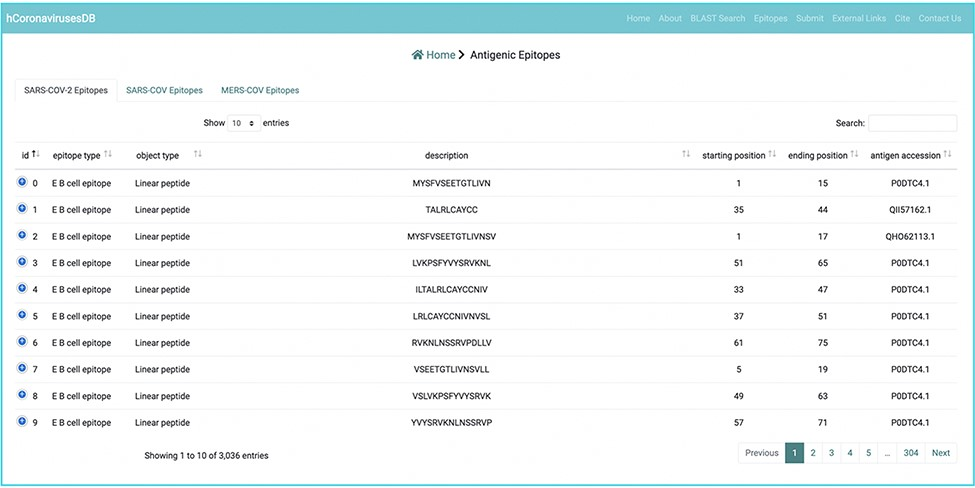 hCoronavirusesDB Home About BLAST Search Epitopes Submit External Links Cite Contact Us
Home Antigenic Epitopes
SARS-COV-2 Epitopes SARS-COV Epitopes MERS-COV Epitopes
Show 10 entries Search:
id epitope type object type description starting position ending position antigen accession
0 E B cell epitope Linear peptide MYSFVSEETGTLIVN 1 15 P0DTC4.1
1 E B cell epitope Linear peptide TALRLCAYCC 35 44 QII57162.1
2 E B cell epitope Linear peptide MYSFVSEETGTLIVNSV 1 17 QHO62113.1
3 E B cell epitope Linear peptide LVKPSFYVYSRVKNL 51 65 P0DTC4.1
4 E B cell epitope Linear peptide ILTALRLCAYCCNIV 33 47 P0DTC4.1
5 E B cell epitope Linear peptide LRLCAYCCNIVNVSL 37 51 P0DTC4.1
6 E B cell epitope Linear peptide RVKNLNSSRVPDLLV 61 75 P0DTC4.1
7 E B cell epitope Linear peptide VSEETGTLIVNSVLL 5 19 P0DTC4.1
8 E B cell epitope Linear peptide VSLVKPSFYVYSRVK 49 63 P0DTC4.1
9 E B cell epitope Linear peptide YVYSRVKNLNSSRVP 57 71 P0DTC4.1
Showing 1 to 10 of 3,036 entries Previous 1 2 3 4 5 ... 304 Next